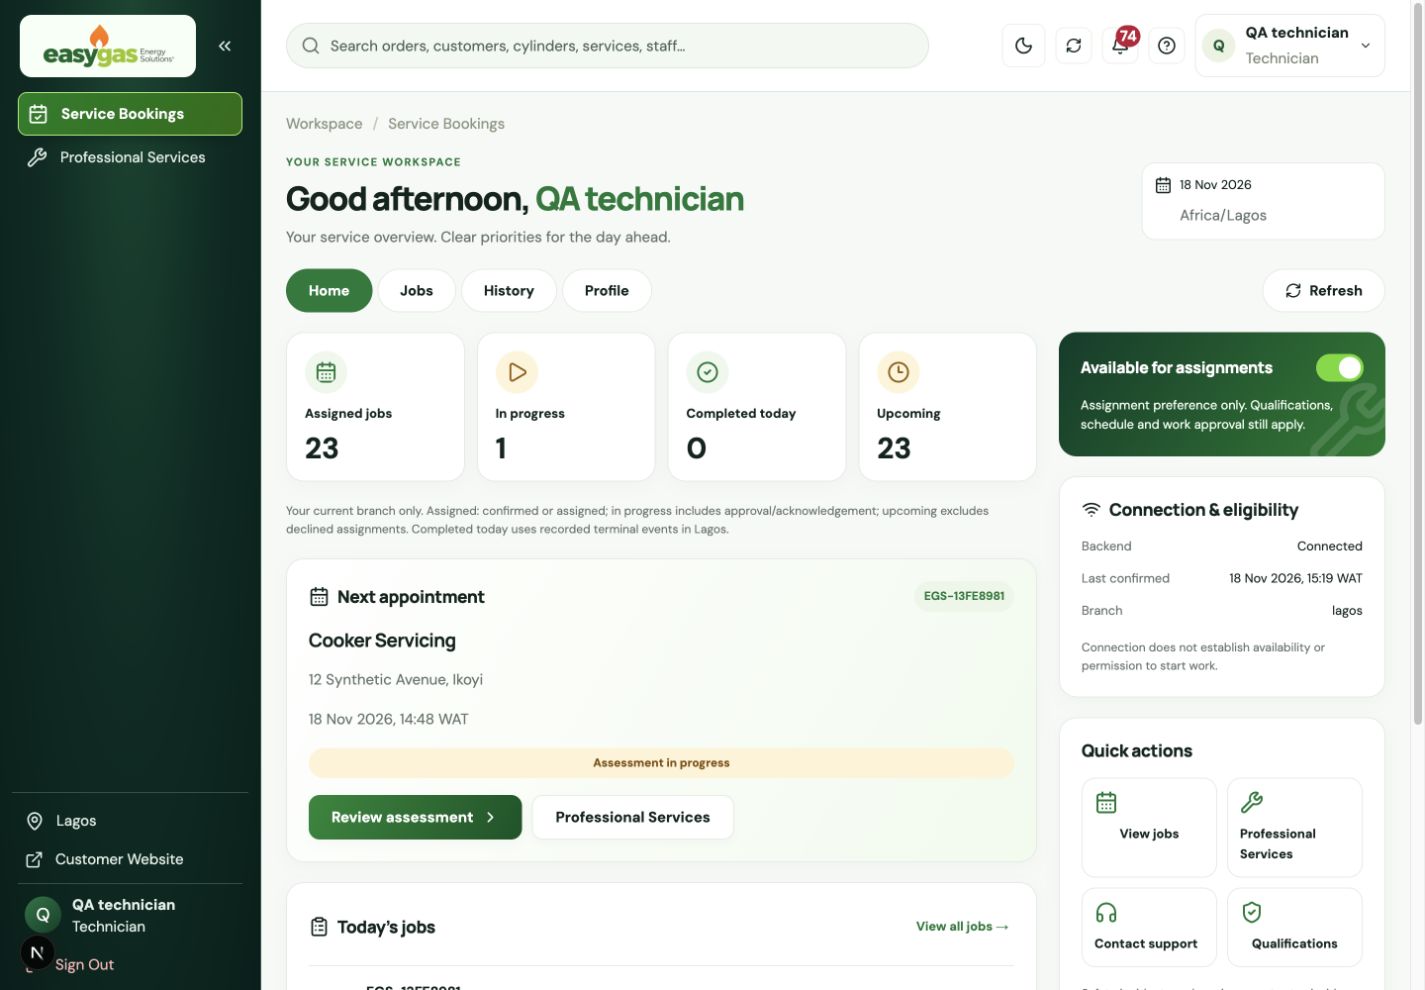 easygas Energy Solutions
Service Bookings
Professional Services
Lagos
Customer Website
Q
QA technician
Technician
N
Sign Out
Search orders, customers, cylinders, services, staff...
74
Q
QA technician
Technician
Workspace / Service Bookings
YOUR SERVICE WORKSPACE
Good afternoon, QA technician
Your service overview. Clear priorities for the day ahead.
18 Nov 2026
Africa/Lagos
Home
Jobs
History
Profile
Refresh
Assigned jobs
23
In progress
1
Completed today
0
Upcoming
23
Your current branch only. Assigned: confirmed or assigned; in progress includes approval/acknowledgement; upcoming excludes
declined assignments. Completed today uses recorded terminal events in Lagos.
Next appointment
EGS-13FE8981
Cooker Servicing
12 Synthetic Avenue, Ikoyi
18 Nov 2026, 14:48 WAT
Assessment in progress
Review assessment
Professional Services
Today's jobs
View all jobs →
EGS-13FE8981
Available for assignments
Assignment preference only. Qualifications,
schedule and work approval still apply.
Connection & eligibility
Backend Connected
Last confirmed 18 Nov 2026, 15:19 WAT
Branch lagos
Connection does not establish availability or
permission to start work.
Quick actions
View jobs
Professional
Services
Contact support
Qualifications